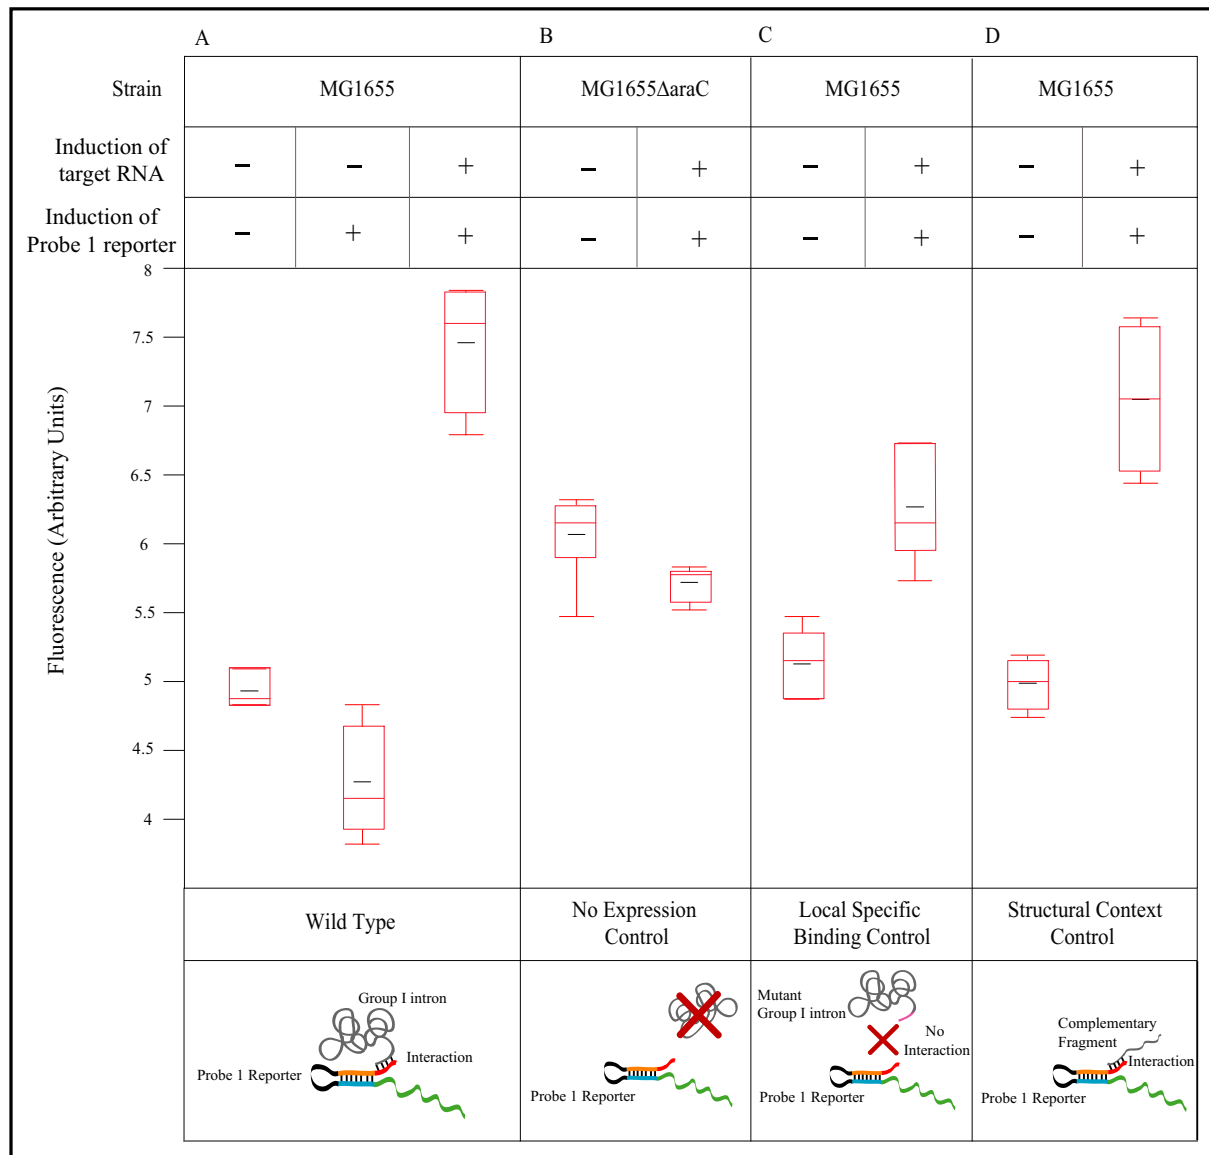 A
B
C
D
Strain
MG1655
MG1655ΔaraC
MG1655
MG1655
Induction of
target RNA
− − + − + − + − +
Induction of
Probe 1 reporter
− + + − + − + − +
Fluorescence (Arbitrary Units)
8
7.5
7
6.5
6
5.5
5
4.5
4
Wild Type
No Expression
Control
Local Specific
Binding Control
Structural Context
Control
Group I intron
Interaction
Probe 1 Reporter
Probe 1 Reporter
Mutant
Group I intron
No
Interaction
Probe 1 Reporter
Complementary
Fragment
Interaction
Probe 1 Reporter